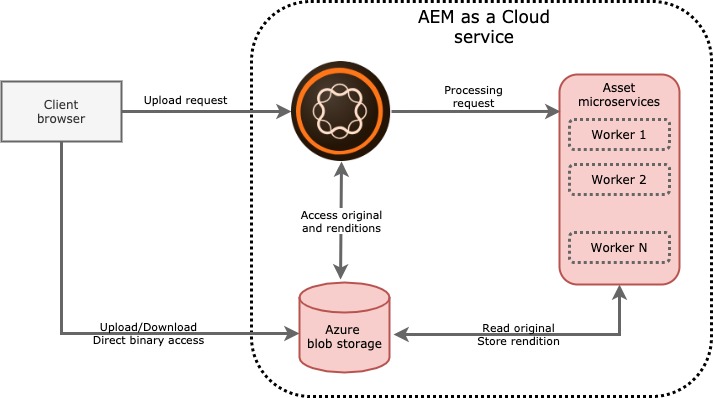 AEM as a Cloud
service
Client
browser
Upload request
Processing
request
Asset
microservices
Worker 1
Worker 2
Worker N
Access original
and renditions
Upload/Download
Direct binary access
Azure
blob storage
Read original
Store rendition